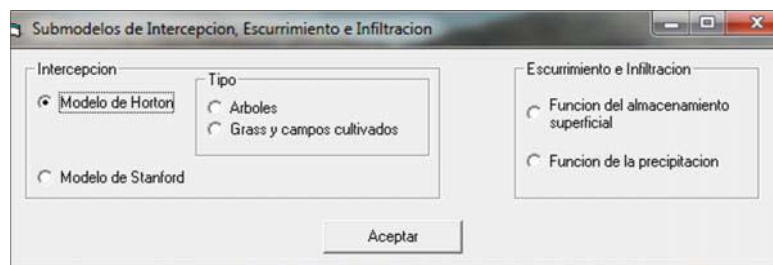 Submodelos de Intercepcion, Escurrimiento e Infiltracion
Intercepcion
Modelo de Horton
Tipo
Arboles
Grass y campos cultivados
Modelo de Stanford
Escurrimiento e Infiltracion
Funcion del almacenamiento
superficial
Funcion de la precipitacion
Aceptar